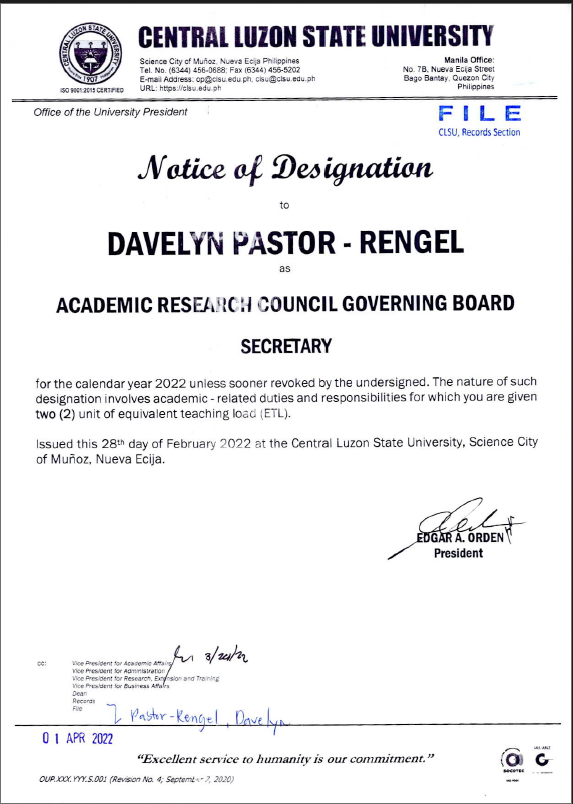 CENTRAL LUZON STATE UNIVERSITY
CENTRAL LUZON STATE UNIVERSITY
1907
ISO 9001:2015 CERTIFIED
Science City of Muñoz, Nueva Ecija Philippines
Tel. No. (6344) 456-0688; Fax (6344) 456-5202
E-mail Address: op@clsu.edu.ph, clsu@clsu.edu.ph
URL: https://clsu.edu.ph
Manila Office:
No. 7B, Nueva Ecija Street
Bago Bantay, Quezon City
Philippines
Office of the University President
FILE
CLSU, Records Section
Notice of Designation
to
DAVELYN PASTOR - RENGEL
as
ACADEMIC RESEARCH COUNCIL GOVERNING BOARD
SECRETARY
for the calendar year 2022 unless sooner revoked by the undersigned. The nature of such
designation involves academic - related duties and responsibilities for which you are given
two (2) unit of equivalent teaching load (ETL).
Issued this 28th day of February 2022 at the Central Luzon State University, Science City
of Muñoz, Nueva Ecija.
EDGAR A. ORDEN
President
cc:
Vice President for Academic Affairs
Vice President for Administration
Vice President for Research, Extension and Training
Vice President for Business Affairs
Dean
Records
File
Pastor-Rengel, Davelyn
01 APR 2022
"Excellent service to humanity is our commitment."
SOCOTEC
OUP.XXX.YYY.S.001 (Revision No. 4; September 7, 2020)